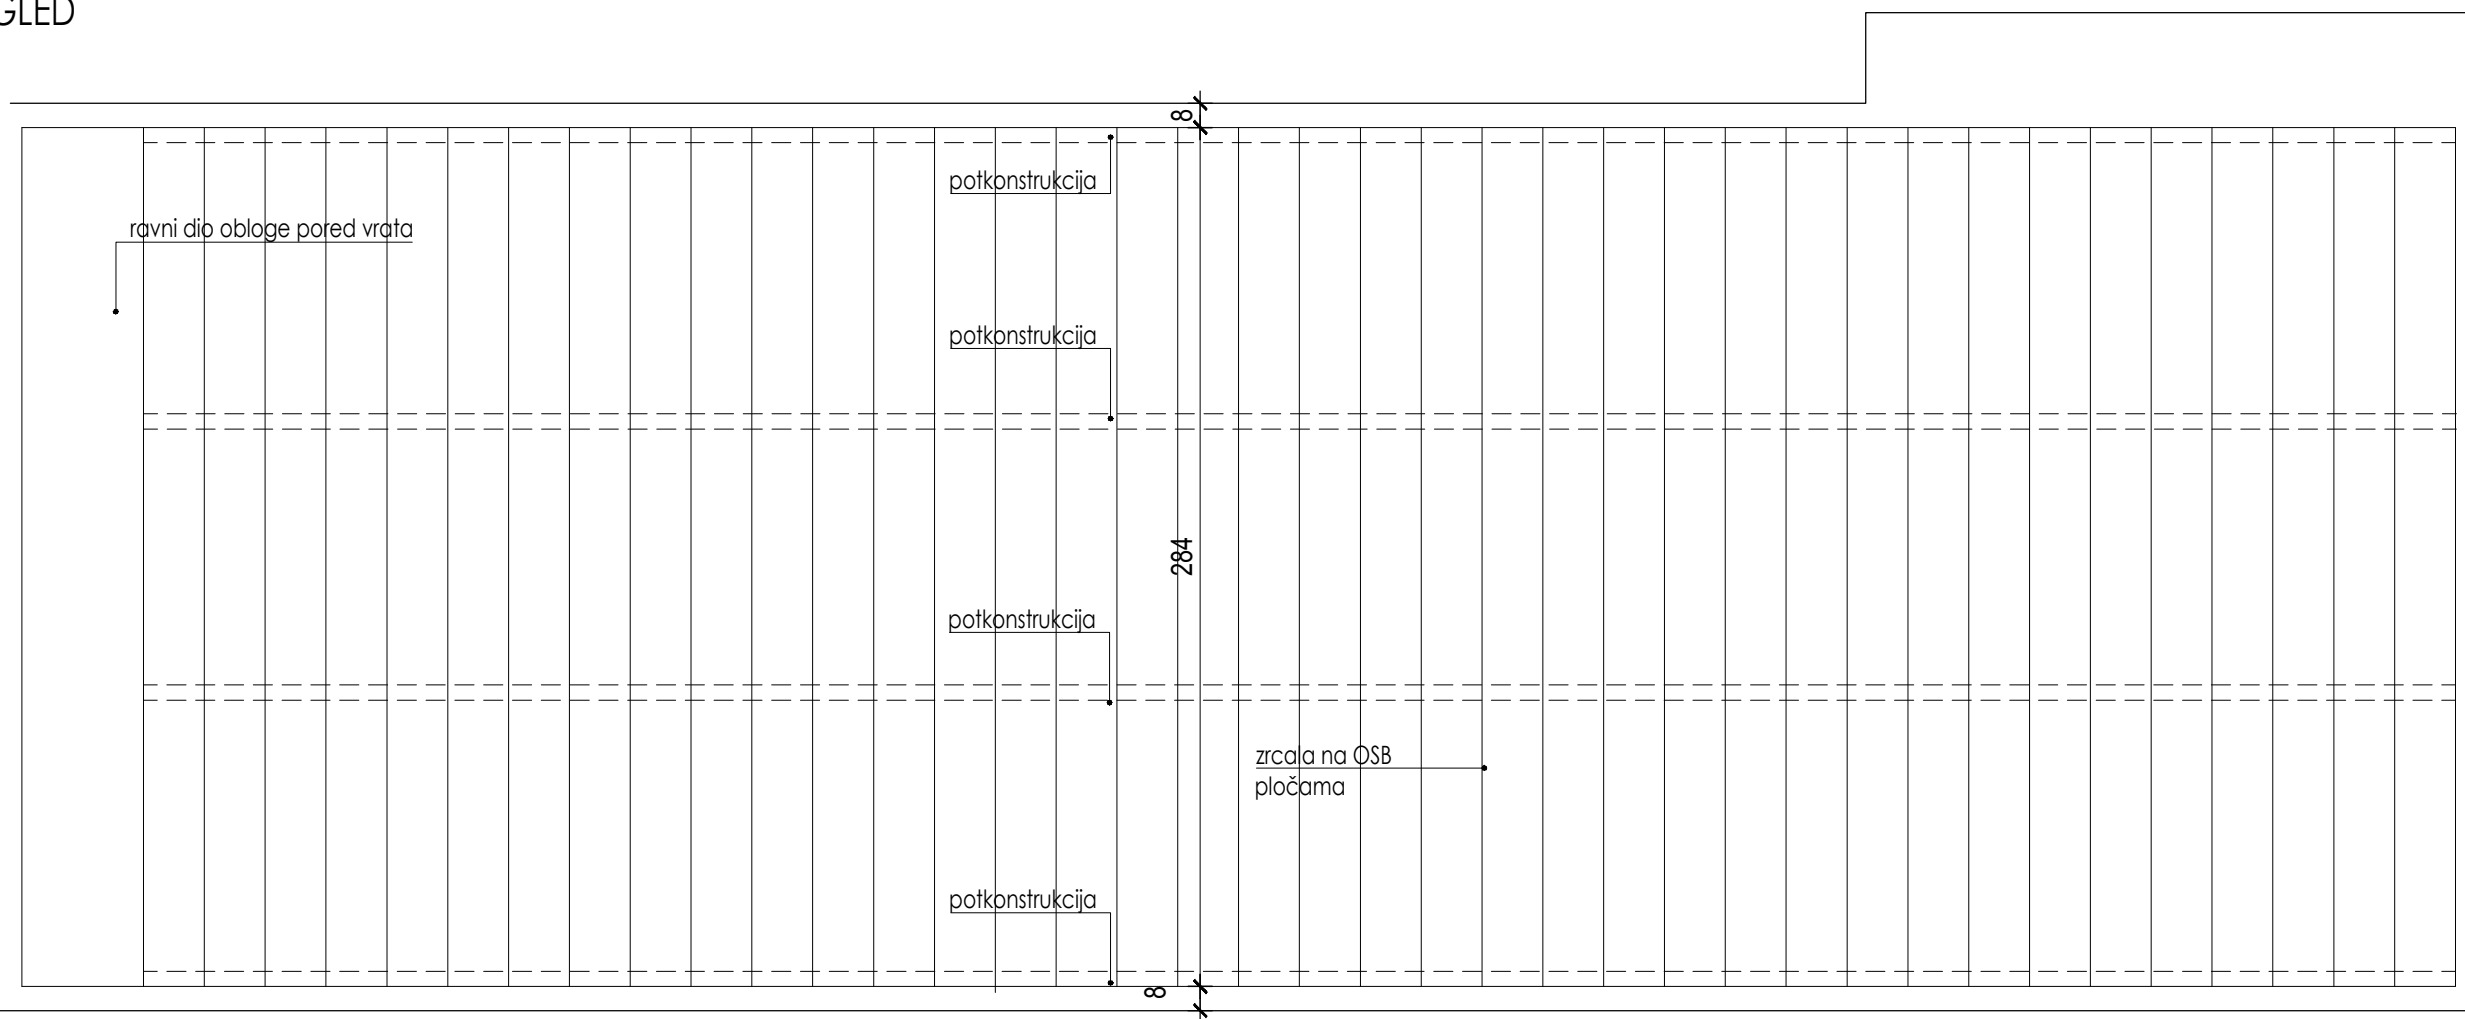 GLED
8
potkonstrukcija
ravni dio obloge pored vrata
potkonstrukcija
284
potkonstrukcija
zrcala na OSB
pločama
potkonstrukcija
8